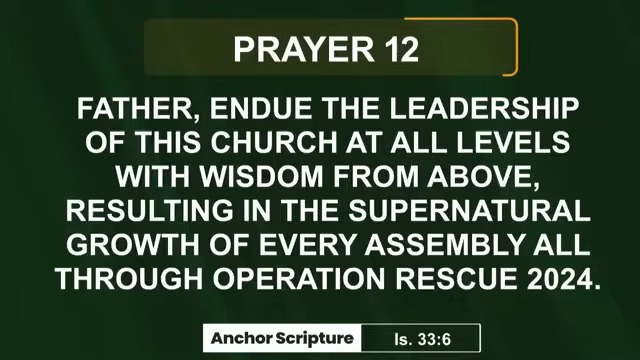 PRAYER 12
FATHER, ENDUE THE LEADERSHIP
OF THIS CHURCH AT ALL LEVELS
WITH WISDOM FROM ABOVE,
RESULTING IN THE SUPERNATURAL
GROWTH OF EVERY ASSEMBLY ALL
THROUGH OPERATION RESCUE 2024.
Anchor Scripture Is. 33:6